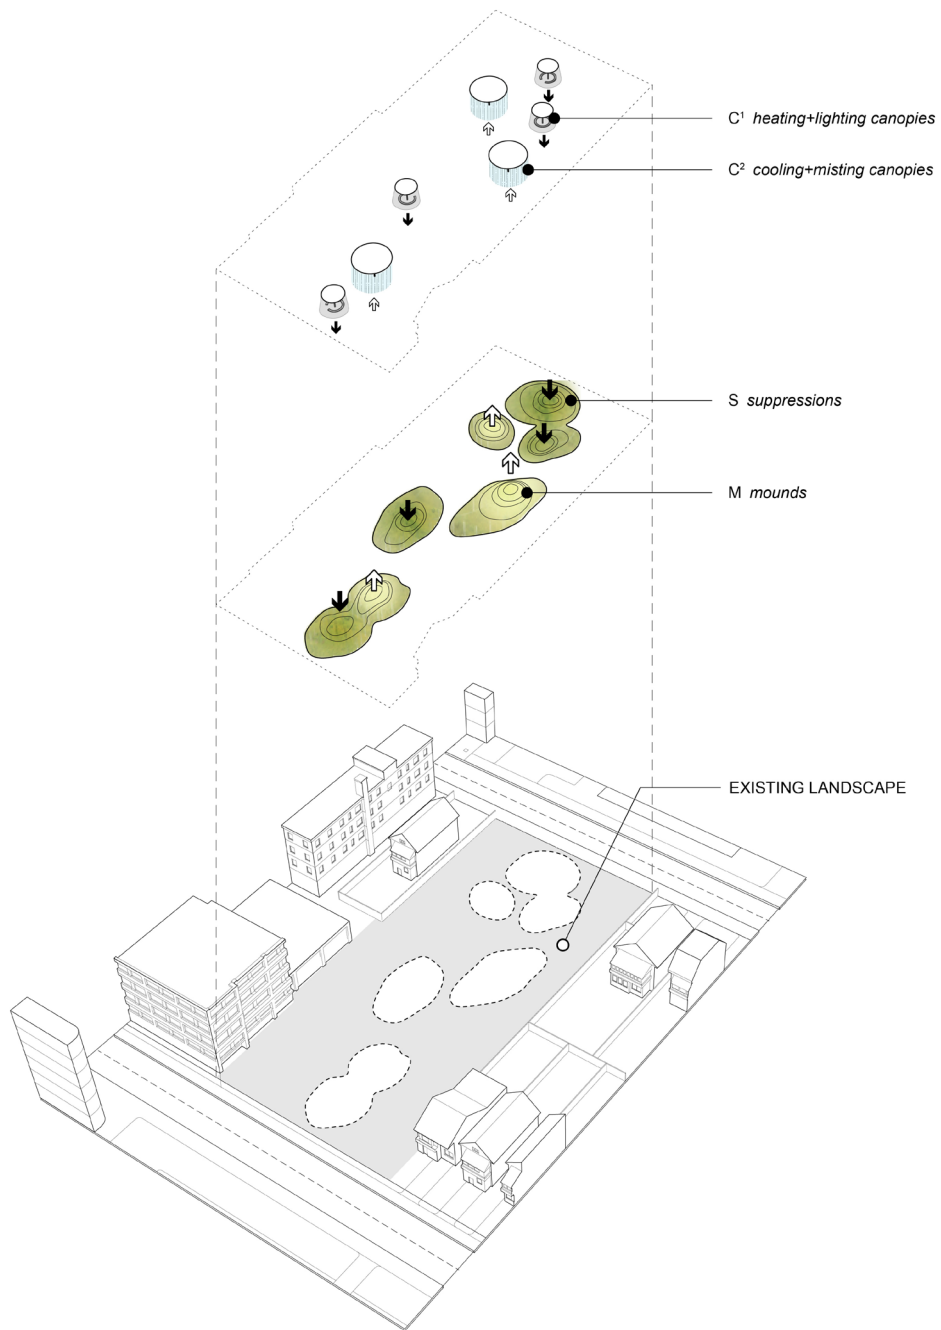 C¹ heating+lighting canopies
C² cooling+misting canopies
S suppressions
M mounds
EXISTING LANDSCAPE